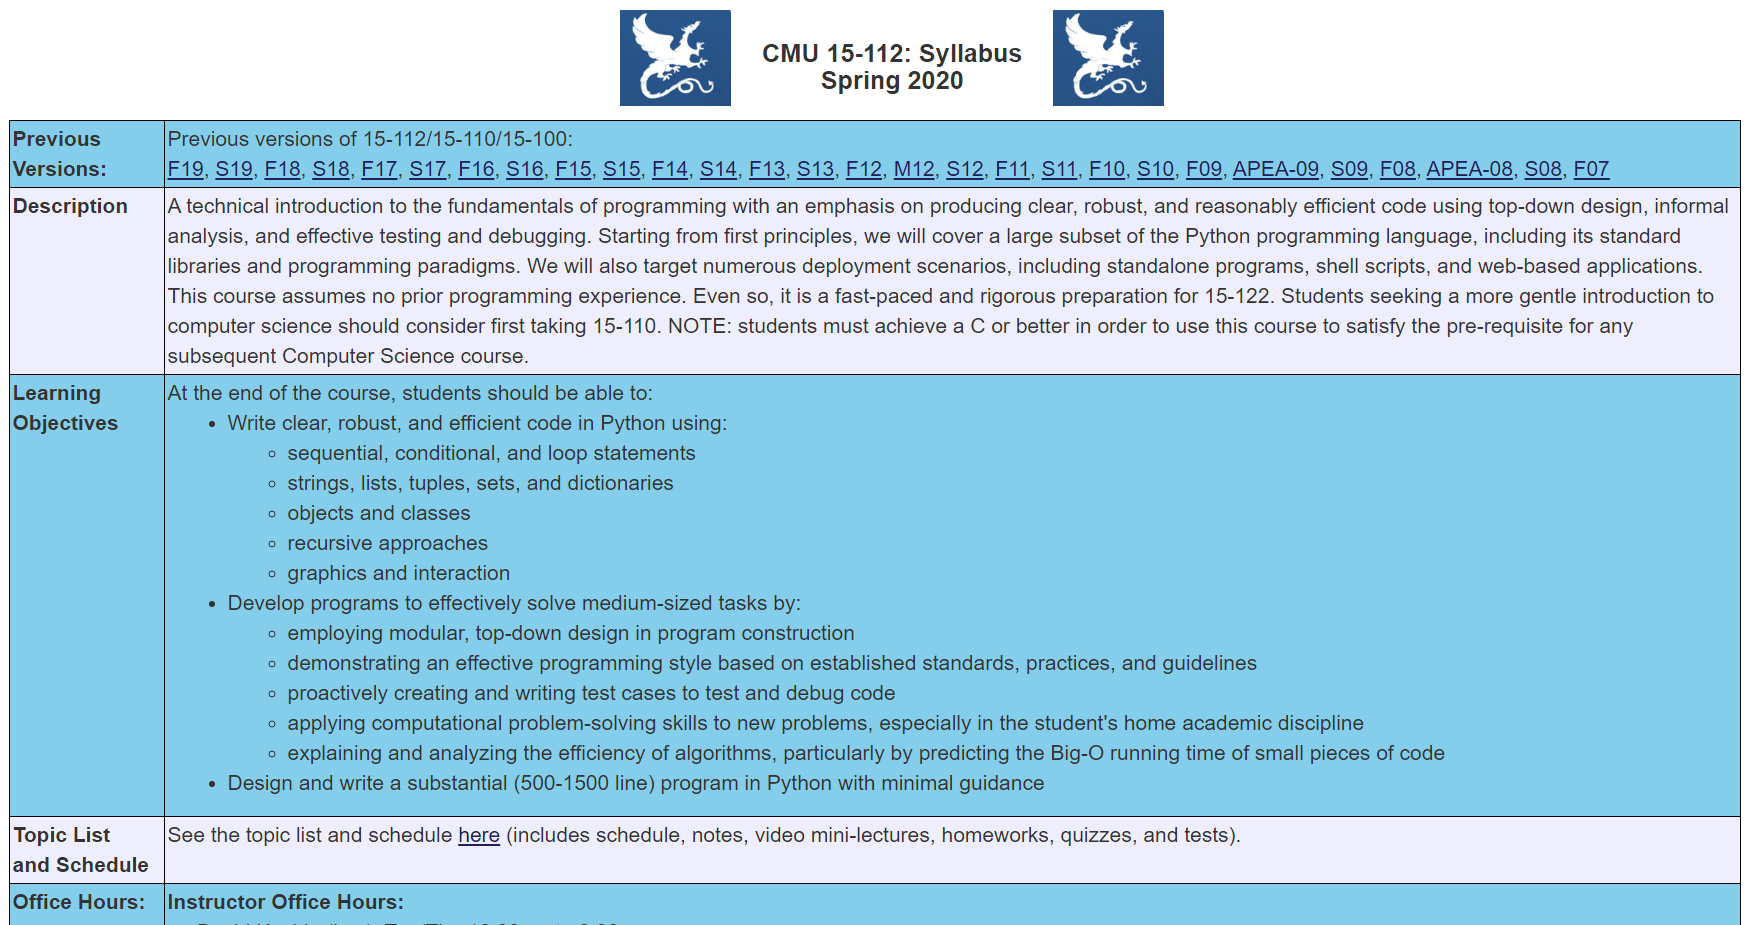 CMU 15-112: Syllabus
Spring 2020
Previous
Versions:
Previous versions of 15-112/15-110/15-100:
F19, S19, F18, S18, F17, S17, F16, S16, F15, S15, F14, S14, F13, S13, F12, M12, S12, F11, S11, F10, S10, F09, APEA-09, S09, F08, APEA-08, S08, F07
Description
A technical introduction to the fundamentals of programming with an emphasis on producing clear, robust, and reasonably efficient code using top-down design, informal
analysis, and effective testing and debugging. Starting from first principles, we will cover a large subset of the Python programming language, including its standard
libraries and programming paradigms. We will also target numerous deployment scenarios, including standalone programs, shell scripts, and web-based applications.
This course assumes no prior programming experience. Even so, it is a fast-paced and rigorous preparation for 15-122. Students seeking a more gentle introduction to
computer science should consider first taking 15-110. NOTE: students must achieve a C or better in order to use this course to satisfy the pre-requisite for any
subsequent Computer Science course.
Learning
Objectives
At the end of the course, students should be able to:
• Write clear, robust, and efficient code in Python using:
◦ sequential, conditional, and loop statements
◦ strings, lists, tuples, sets, and dictionaries
◦ objects and classes
◦ recursive approaches
◦ graphics and interaction
• Develop programs to effectively solve medium-sized tasks by:
◦ employing modular, top-down design in program construction
◦ demonstrating an effective programming style based on established standards, practices, and guidelines
◦ proactively creating and writing test cases to test and debug code
◦ applying computational problem-solving skills to new problems, especially in the student's home academic discipline
◦ explaining and analyzing the efficiency of algorithms, particularly by predicting the Big-O running time of small pieces of code
• Design and write a substantial (500-1500 line) program in Python with minimal guidance
Topic List
and Schedule
See the topic list and schedule here (includes schedule, notes, video mini-lectures, homeworks, quizzes, and tests).
Office Hours:
Instructor Office Hours: